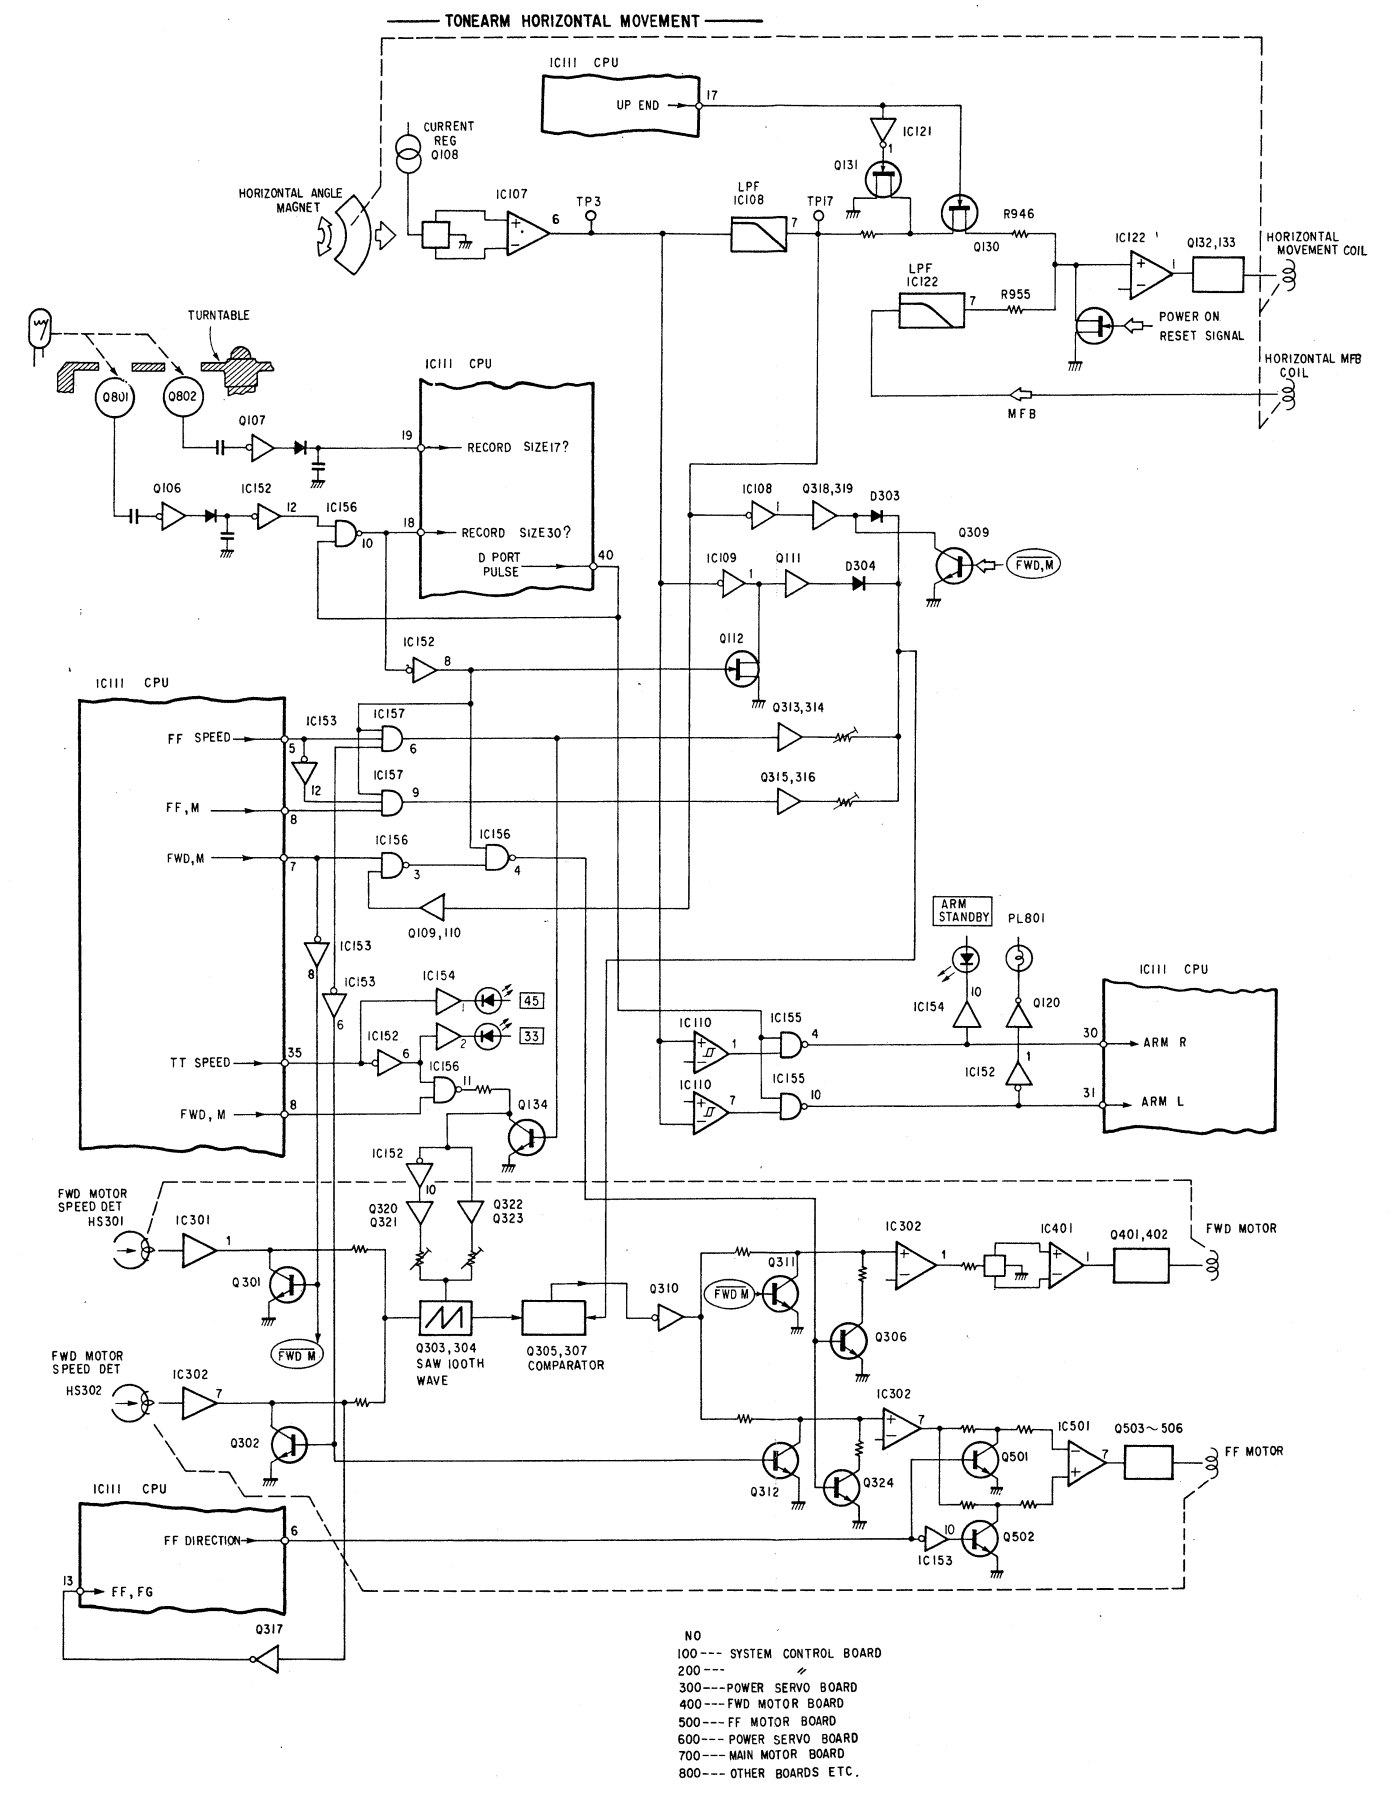 TONEARM HORIZONTAL MOVEMENT
IC111 CPU
UP END
17
IC121
1
CURRENT
REG
Q108
Q131
HORIZONTAL ANGLE
MAGNET
IC107
6
TP3
LPF
IC108
7
TP17
R946
Q130
IC122
1
Q132,133
HORIZONTAL
MOVEMENT COIL
LPF
IC122
7
R955
POWER ON
RESET SIGNAL
HORIZONTAL MFB
COIL
MFB
TURNTABLE
Q801
Q802
IC111 CPU
Q107
19
RECORD SIZE17?
Q106
IC152
12
IC156
10
18
RECORD SIZE30?
D PORT
PULSE
40
IC108
1
Q318,319
D303
Q309
FWD,M
IC109
1
Q111
D304
IC152
8
Q112
IC111 CPU
IC153
IC157
Q313,314
FF SPEED
5
6
IC157
Q315,316
12
9
FF,M
8
IC156
IC156
FWD,M
7
3
4
Q109,110
ARM
STANDBY
PL801
IC153
8
IC153
6
IC154
1
45
IC111 CPU
IC154
10
Q120
IC152
6
2
33
IC110
1
IC155
4
30
ARM R
TT SPEED
35
IC156
11
IC152
1
IC110
7
IC155
10
31
ARM L
FWD, M
8
Q134
IC152
10
FWD MOTOR
SPEED DET
HS301
IC301
1
Q320
Q321
Q322
Q323
IC302
1
IC401
1
Q401,402
FWD MOTOR
Q301
Q310
Q311
FWD M
Q306
FWD M
Q303,304
SAW 100TH
WAVE
Q305,307
COMPARATOR
FWD MOTOR
SPEED DET
HS302
IC302
7
IC302
7
IC501
7
Q503~506
FF MOTOR
Q302
Q312
Q324
Q501
IC111 CPU
FF DIRECTION
6
IC153
10
Q502
13
FF, FG
Q317
NO
100--- SYSTEM CONTROL BOARD
200--- 〃
300---POWER SERVO BOARD
400---FWD MOTOR BOARD
500---FF MOTOR BOARD
600---POWER SERVO BOARD
700---MAIN MOTOR BOARD
800--- OTHER BOARDS ETC.